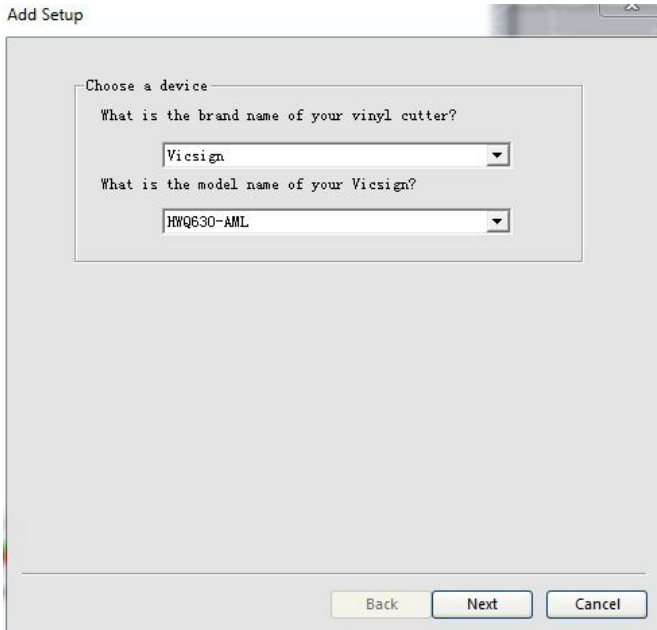 Add Setup
Choose a device
What is the brand name of your vinyl cutter?
Vicsign
What is the model name of your Vicsign?
HWQ630-AML
Back Next Cancel